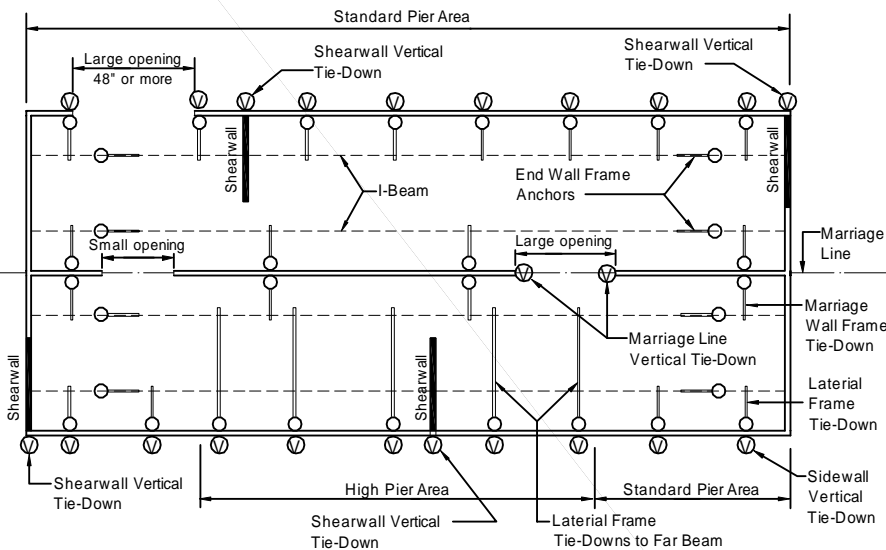 Standard Pier Area
Large opening
48" or more
Shearwall Vertical
Tie-Down
Shearwall Vertical
Tie-Down
V V V V V V V V V V
Shearwall
Shearwall
I-Beam
End Wall Frame
Anchors
Small opening
Large opening
Marriage
Line
V V
Marriage
Wall Frame
Tie-Down
Marriage Line
Vertical Tie-Down
Shearwall
Shearwall
Laterial
Frame
Tie-Down
V V V V V V V V V V
Shearwall Vertical
Tie-Down
High Pier Area
Standard Pier Area
Sidewall
Vertical
Tie-Down
Shearwall Vertical
Tie-Down
Laterial Frame
Tie-Downs to Far Beam